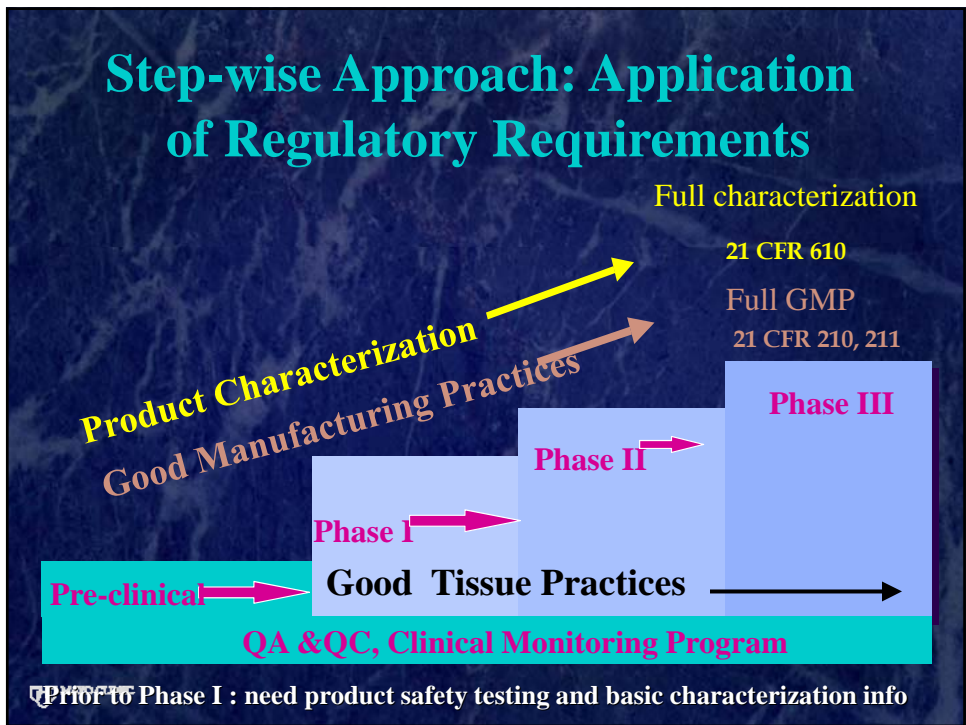 Step-wise Approach: Application
of Regulatory Requirements
Full characterization
21 CFR 610
Full GMP
21 CFR 210, 211
Product Characterization
Good Manufacturing Practices
Phase III
Phase II
Phase I
Pre-clinical
Good Tissue Practices
QA &QC, Clinical Monitoring Program
Prior to Phase I : need product safety testing and basic characterization info